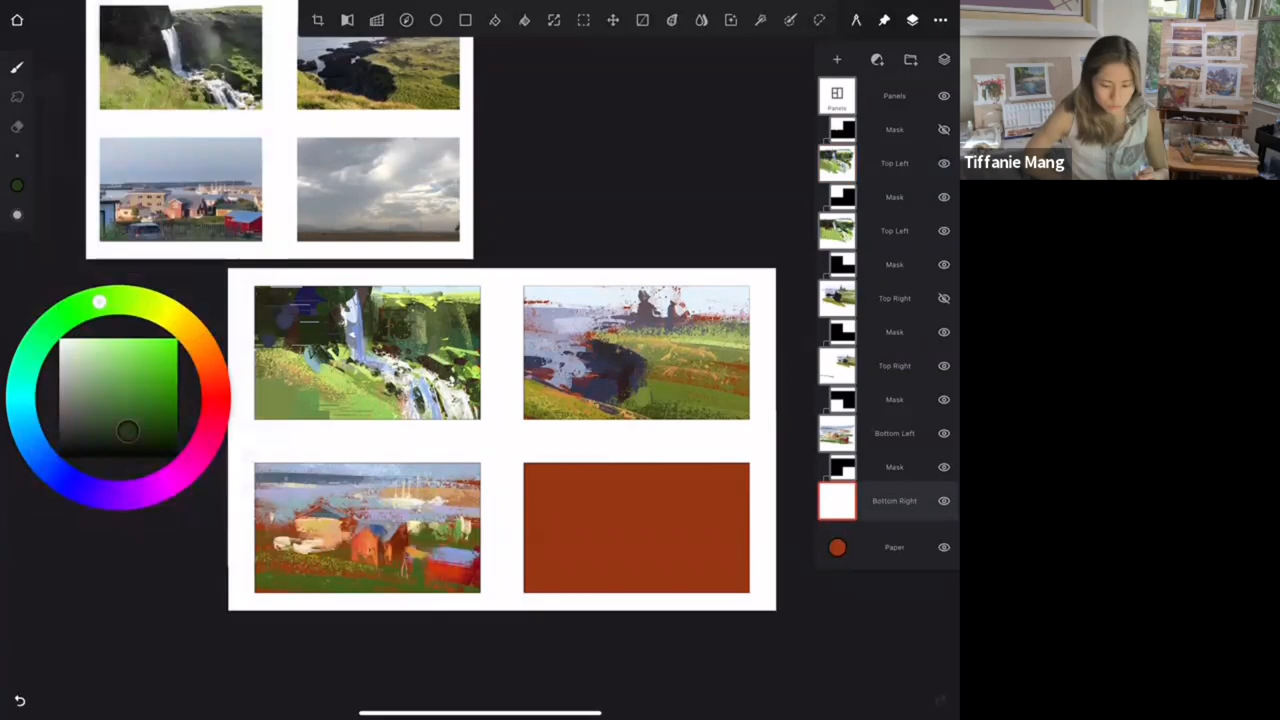 Tiffanie Mang
Panels
Panels
Mask
Top Left
Mask
Top Left
Mask
Top Right
Mask
Top Right
Mask
Bottom Left
Mask
Bottom Right
Paper